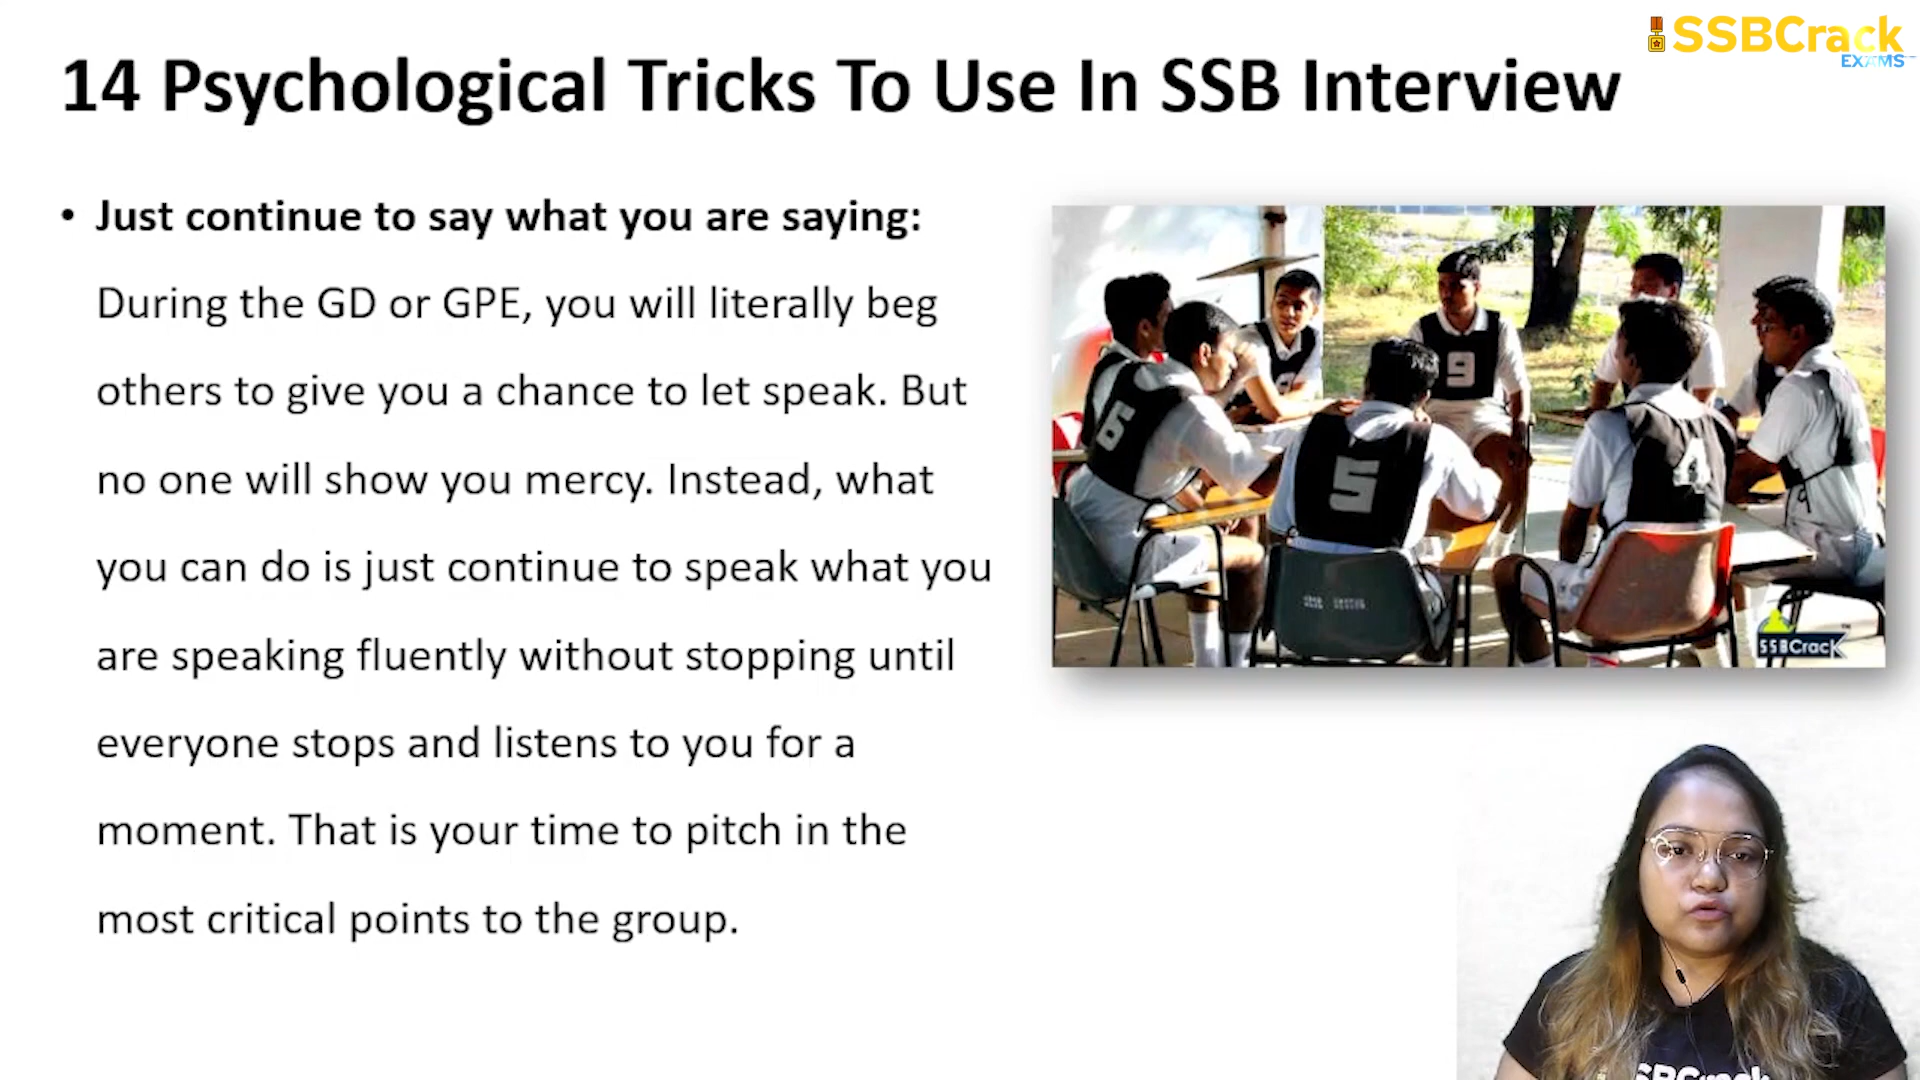 SSBCrack
EXAMS
14 Psychological Tricks To Use In SSB Interview
• Just continue to say what you are saying:
During the GD or GPE, you will literally beg
others to give you a chance to let speak. But
no one will show you mercy. Instead, what
you can do is just continue to speak what you
are speaking fluently without stopping until
everyone stops and listens to you for a
moment. That is your time to pitch in the
most critical points to the group.
6
9
5
4
SSBCrack